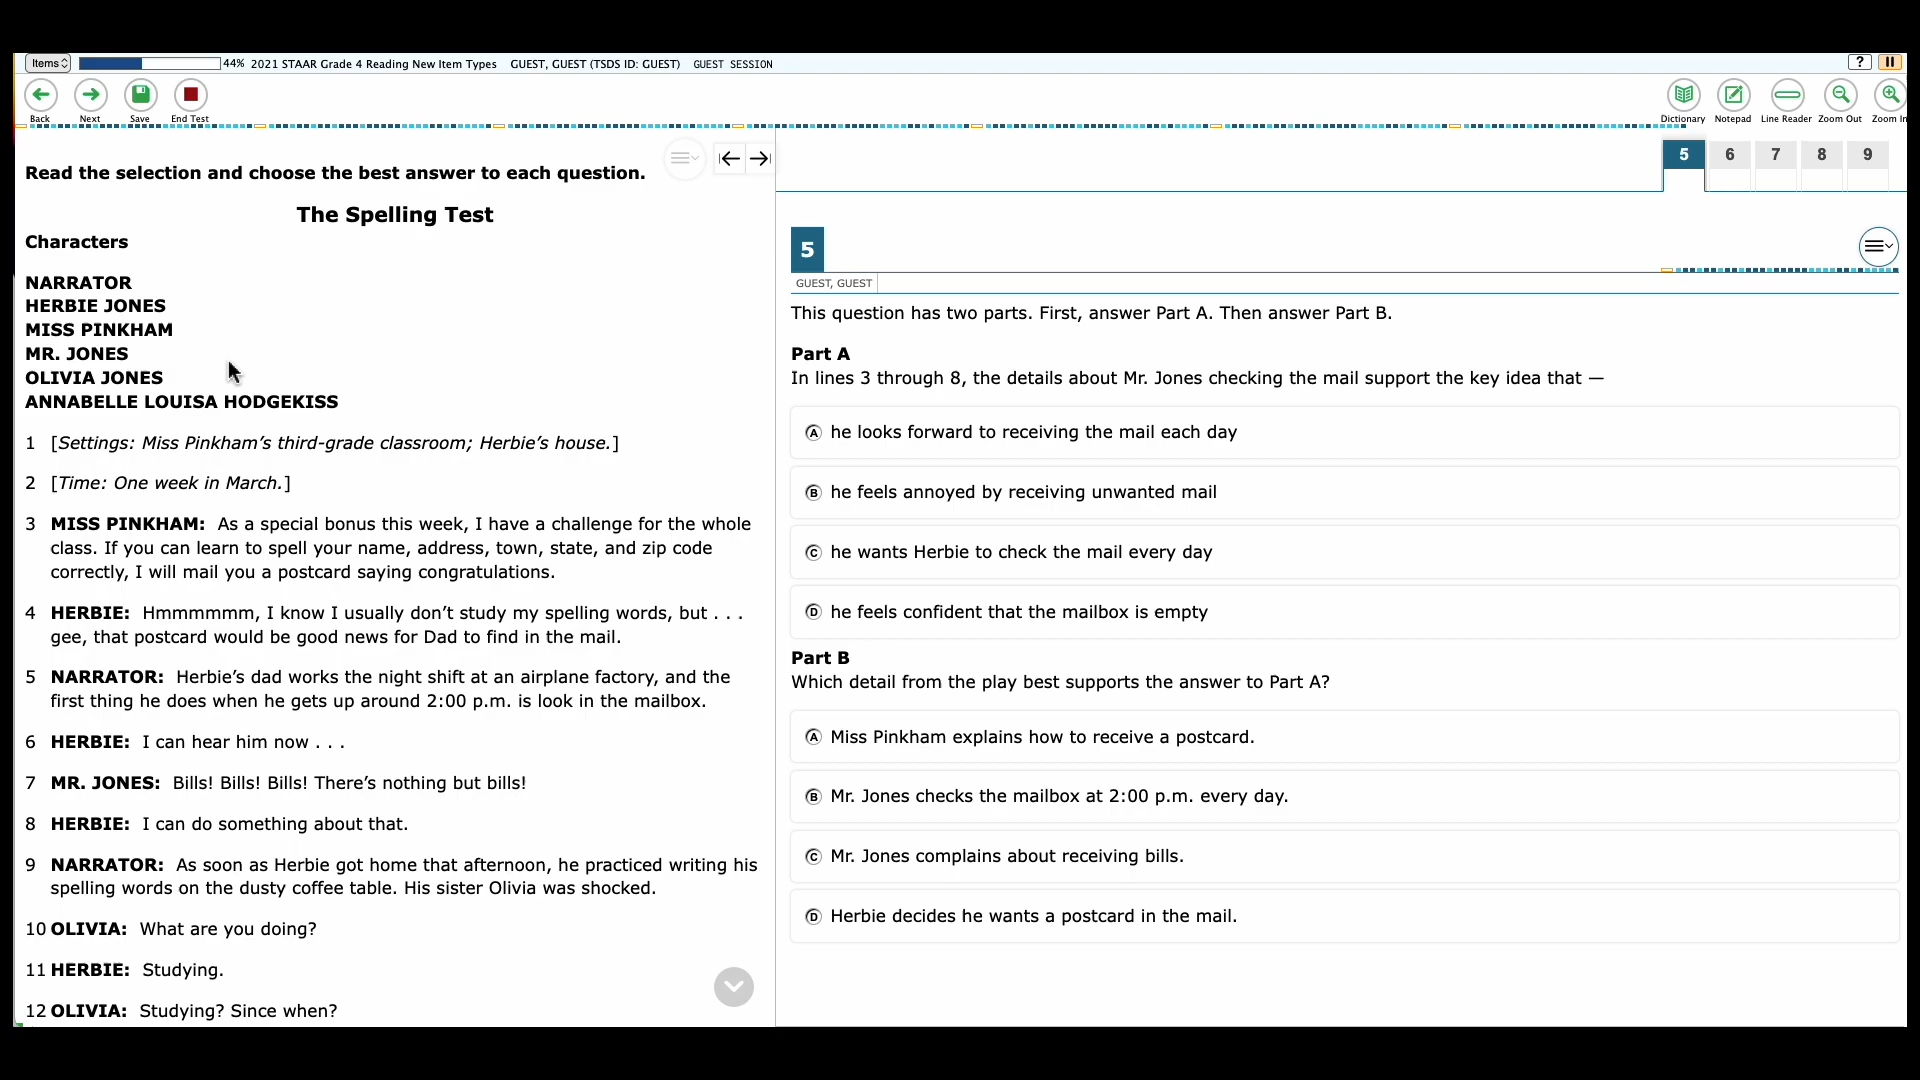 Items 44% 2021 STAAR Grade 4 Reading New Item Types GUEST, GUEST (TSDS ID: GUEST) GUEST SESSION ?
Back Next Save End Test Dictionary Notepad Line Reader Zoom Out Zoom In
Read the selection and choose the best answer to each question.
The Spelling Test
Characters
NARRATOR
HERBIE JONES
MISS PINKHAM
MR. JONES
OLIVIA JONES
ANNABELLE LOUISA HODGEKISS
1 [Settings: Miss Pinkham’s third-grade classroom; Herbie’s house.]
2 [Time: One week in March.]
3 MISS PINKHAM: As a special bonus this week, I have a challenge for the whole
class. If you can learn to spell your name, address, town, state, and zip code
correctly, I will mail you a postcard saying congratulations.
4 HERBIE: Hmmmmmm, I know I usually don’t study my spelling words, but . . .
gee, that postcard would be good news for Dad to find in the mail.
5 NARRATOR: Herbie’s dad works the night shift at an airplane factory, and the
first thing he does when he gets up around 2:00 p.m. is look in the mailbox.
6 HERBIE: I can hear him now . . .
7 MR. JONES: Bills! Bills! Bills! There’s nothing but bills!
8 HERBIE: I can do something about that.
9 NARRATOR: As soon as Herbie got home that afternoon, he practiced writing his
spelling words on the dusty coffee table. His sister Olivia was shocked.
10 OLIVIA: What are you doing?
11 HERBIE: Studying.
12 OLIVIA: Studying? Since when?
5 6 7 8 9
5
GUEST, GUEST
This question has two parts. First, answer Part A. Then answer Part B.
Part A
In lines 3 through 8, the details about Mr. Jones checking the mail support the key idea that —
A he looks forward to receiving the mail each day
B he feels annoyed by receiving unwanted mail
C he wants Herbie to check the mail every day
D he feels confident that the mailbox is empty
Part B
Which detail from the play best supports the answer to Part A?
A Miss Pinkham explains how to receive a postcard.
B Mr. Jones checks the mailbox at 2:00 p.m. every day.
C Mr. Jones complains about receiving bills.
D Herbie decides he wants a postcard in the mail.